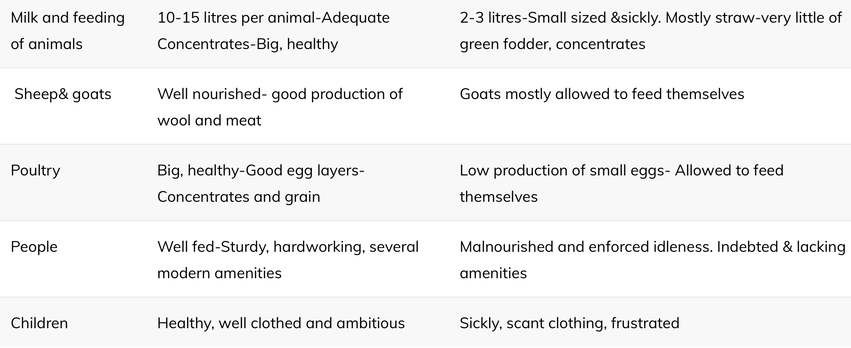 Milk and feeding of animals
10-15 litres per animal-Adequate Concentrates-Big, healthy
2-3 litres-Small sized &sickly. Mostly straw-very little of green fodder, concentrates
Sheep& goats
Well nourished- good production of wool and meat
Goats mostly allowed to feed themselves
Poultry
Big, healthy-Good egg layers- Concentrates and grain
Low production of small eggs- Allowed to feed themselves
People
Well fed-Sturdy, hardworking, several modern amenities
Malnourished and enforced idleness. Indebted & lacking amenities
Children
Healthy, well clothed and ambitious
Sickly, scant clothing, frustrated